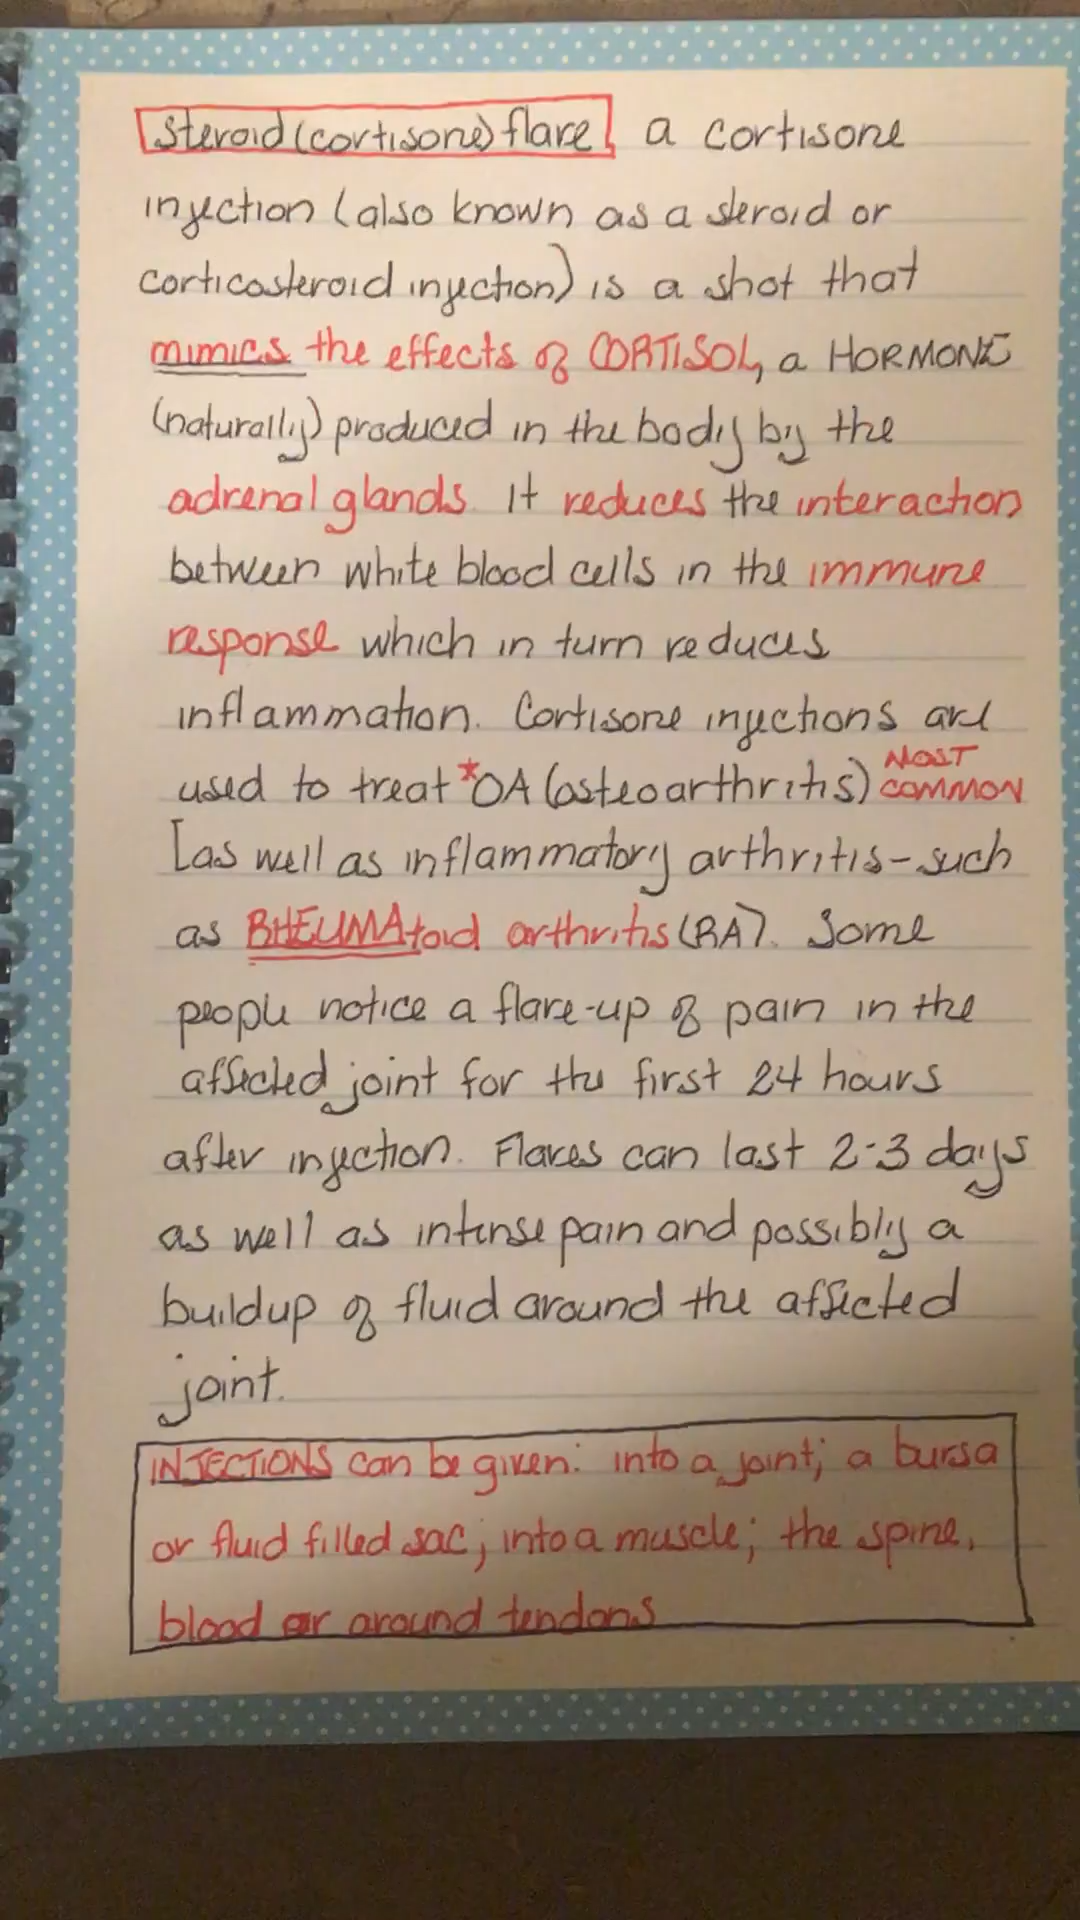 steroid (cortisone) flare, a cortisone
injection (also known as a steroid or
corticosteroid injection) is a shot that
mimics the effects of CORTISOL, a HORMONE
(naturally) produced in the body by the
adrenal glands. It reduces the interaction
between white blood cells in the immune
response which in turn reduces
inflammation. Cortisone injections are
used to treat *OA (osteoarthritis) MOST COMMON
[as well as inflammatory arthritis - such
as RHEUMAtoid arthritis (RA). Some
people notice a flare-up of pain in the
affected joint for the first 24 hours
after injection. Flares can last 2-3 days
as well as intense pain and possibly a
buildup of fluid around the affected
joint.
INJECTIONS can be given: into a joint; a bursa
or fluid filled sac; into a muscle; the spine,
blood or around tendons